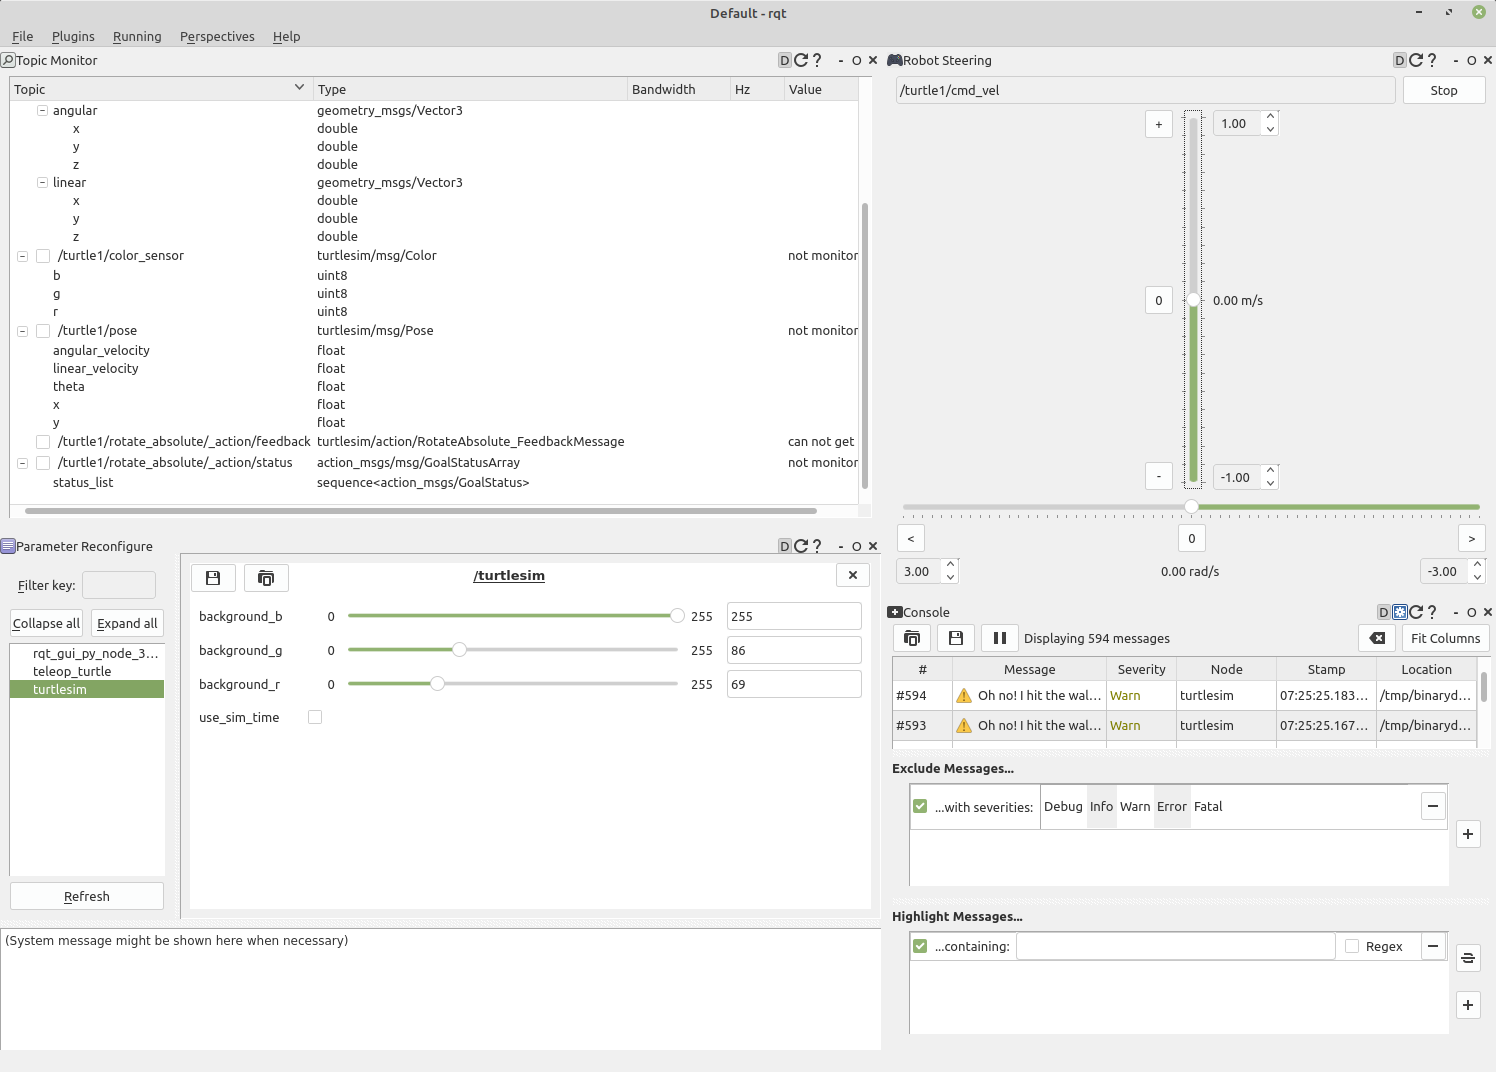 Default - rqt
File Plugins Running Perspectives Help
Topic Monitor D ? - O ×
Topic Type Bandwidth Hz Value
angular geometry_msgs/Vector3
x double
y double
z double
linear geometry_msgs/Vector3
x double
y double
z double
/turtle1/color_sensor turtlesim/msg/Color not monitor
b uint8
g uint8
r uint8
/turtle1/pose turtlesim/msg/Pose not monitor
angular_velocity float
linear_velocity float
theta float
x float
y float
/turtle1/rotate_absolute/_action/feedback turtlesim/action/RotateAbsolute_FeedbackMessage can not get
/turtle1/rotate_absolute/_action/status action_msgs/msg/GoalStatusArray not monitor
status_list sequence<action_msgs/GoalStatus>
Parameter Reconfigure D ? - O ×
Filter key:
Collapse all Expand all
rqt_gui_py_node_3...
teleop_turtle
turtlesim
Refresh
/turtlesim
background_b 0 255 255
background_g 0 255 86
background_r 0 255 69
use_sim_time
(System message might be shown here when necessary)
Robot Steering D ? - O ×
/turtle1/cmd_vel Stop
+ 1.00
0 0.00 m/s
- -1.00
< 0 >
3.00 0.00 rad/s -3.00
Console D ? - O ×
Displaying 594 messages Fit Columns
# Message Severity Node Stamp Location
#594 Oh no! I hit the wal... Warn turtlesim 07:25:25.183... /tmp/binaryd...
#593 Oh no! I hit the wal... Warn turtlesim 07:25:25.167... /tmp/binaryd...
Exclude Messages...
...with severities: Debug Info Warn Error Fatal −
+
Highlight Messages...
...containing: Regex −
+